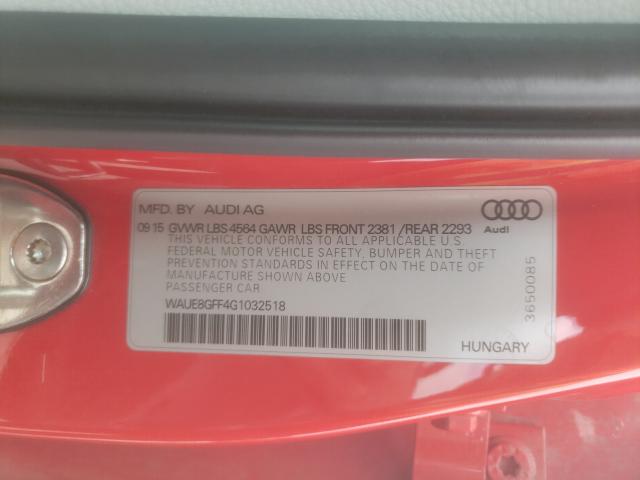 MFD. BY AUDI AG
Audi
09 15 GVWR LBS 4564 GAWR LBS FRONT 2381 /REAR 2293
THIS VEHICLE CONFORMS TO ALL APPLICABLE U.S
FEDERAL MOTOR VEHICLE SAFETY, BUMPER AND THEFT
PREVENTION STANDARDS IN EFFECT ON THE DATE OF
MANUFACTURE SHOWN ABOVE
PASSENGER CAR
WAUE8GFF4G1032518
3650085
HUNGARY